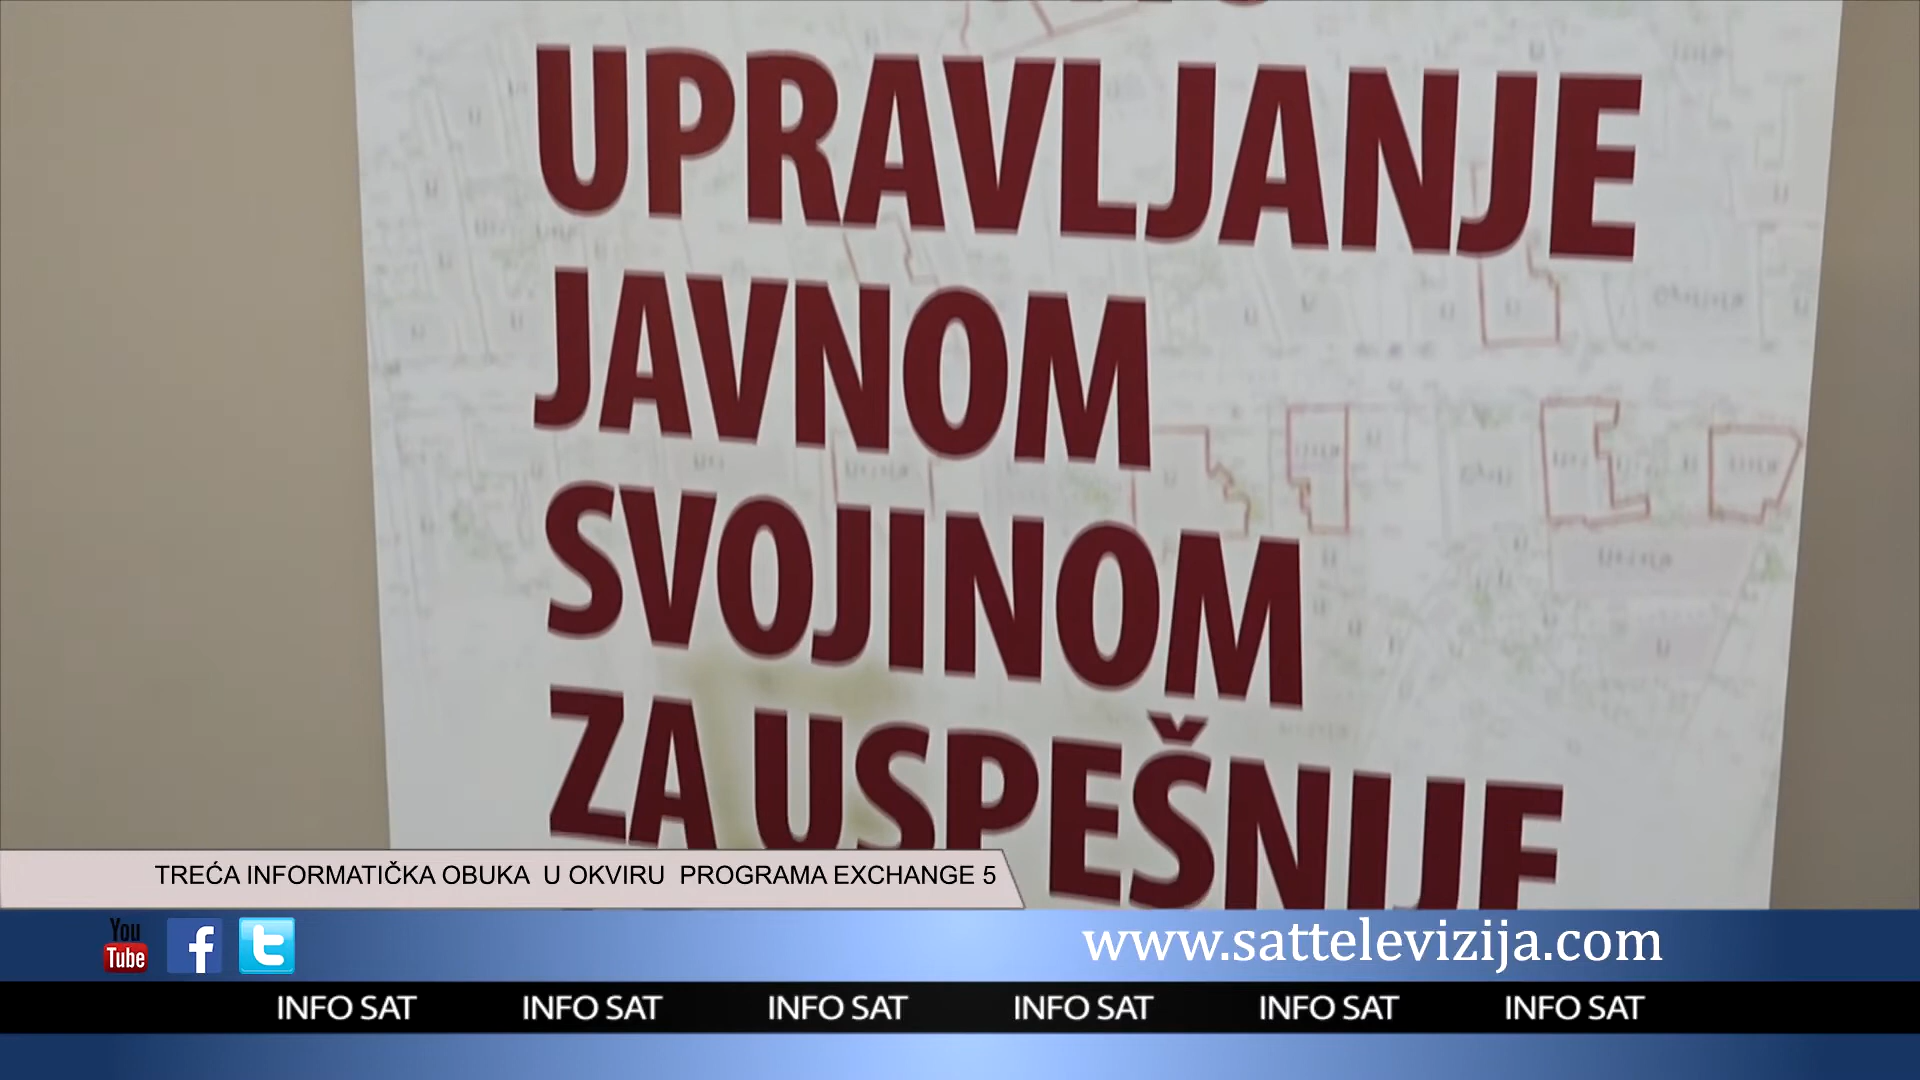 UPRAVLJANJE
JAVNOM
SVOJINOM
ZA USPEŠNIJE
TREĆA INFORMATIČKA OBUKA U OKVIRU PROGRAMA EXCHANGE 5
You
Tube
www.sattelevizija.com
INFO SAT INFO SAT INFO SAT INFO SAT INFO SAT INFO SAT